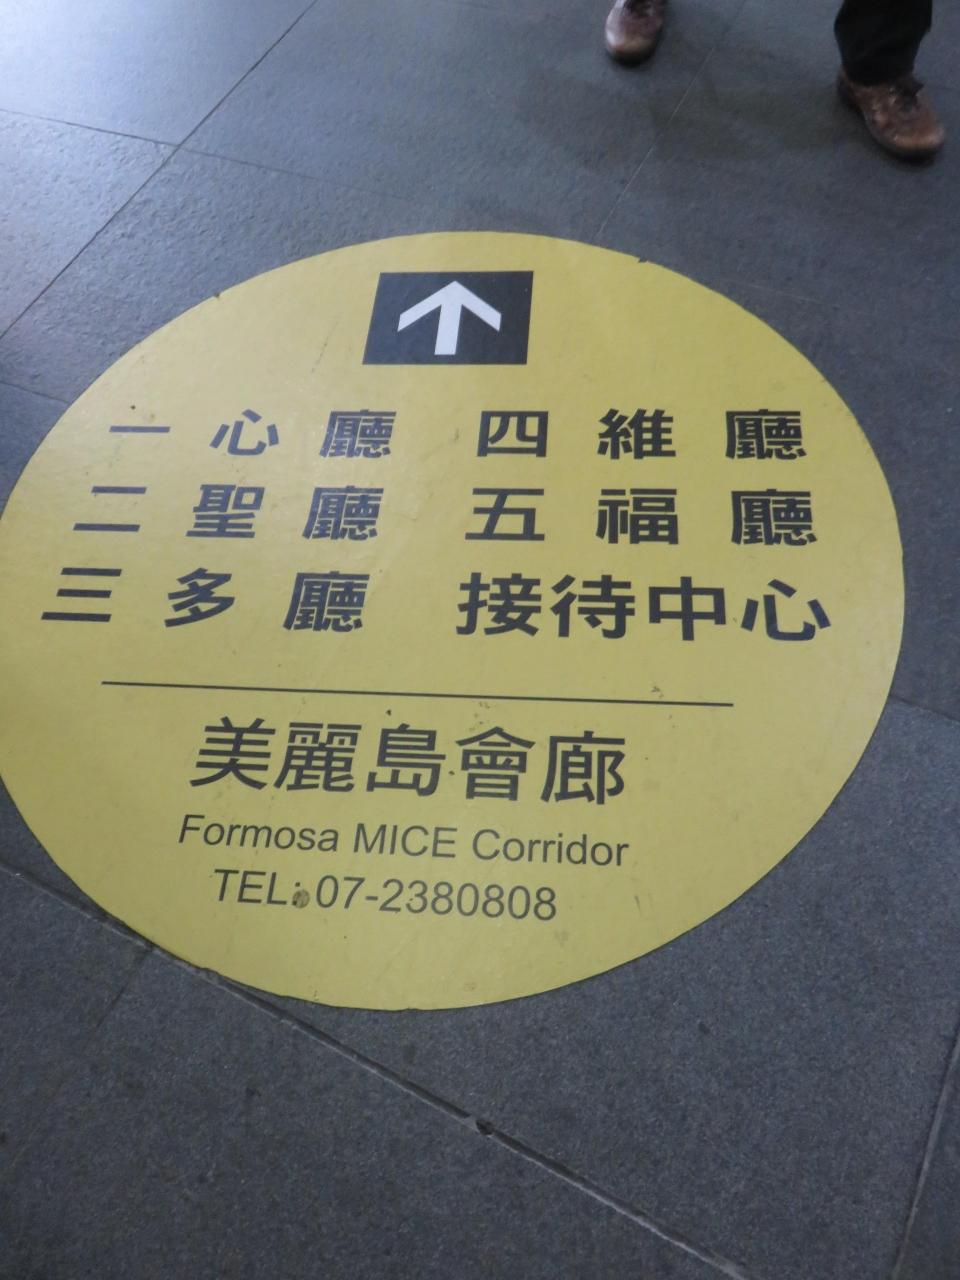 一心廳 四維廳
二聖廳 五福廳
三多廳 接待中心
美麗島會廊
Formosa MICE Corridor
TEL: 07-2380808